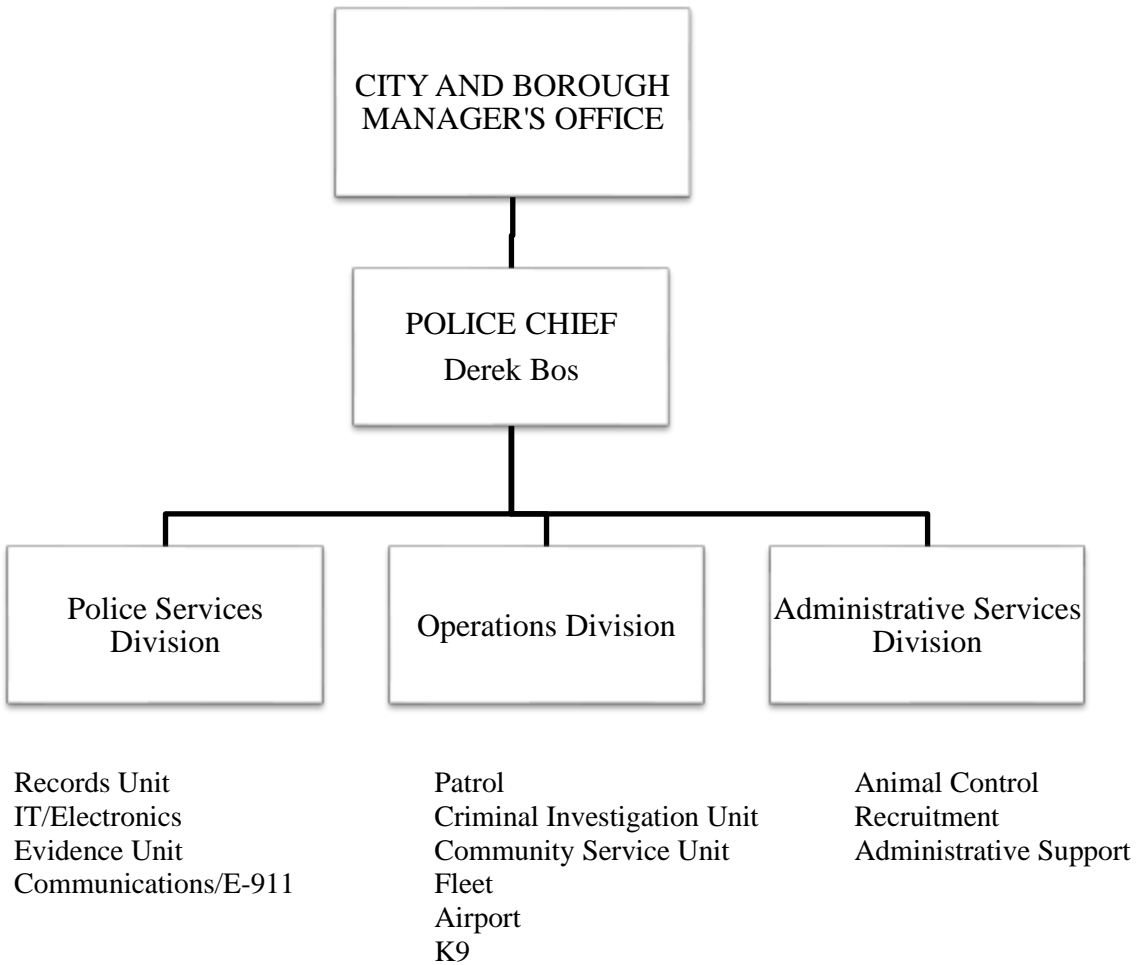 CITY AND BOROUGH
MANAGER'S OFFICE
POLICE CHIEF
Derek Bos
Police Services
Division
Operations Division
Administrative Services
Division
Records Unit
IT/Electronics
Evidence Unit
Communications/E-911
Patrol
Criminal Investigation Unit
Community Service Unit
Fleet
Airport
K9
Animal Control
Recruitment
Administrative Support